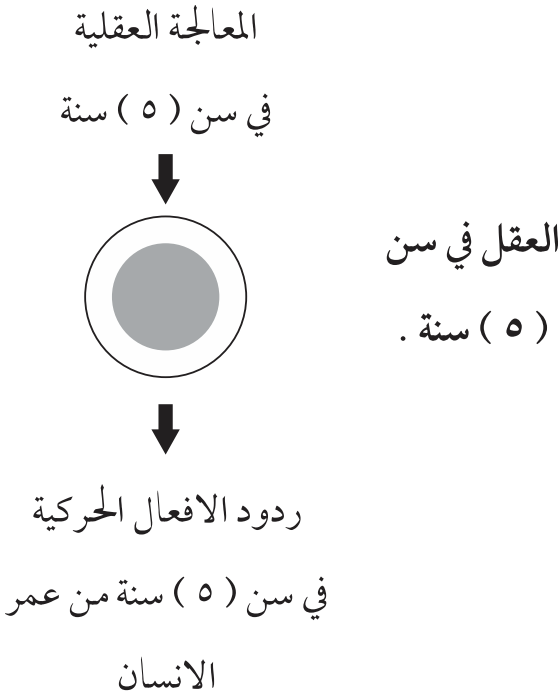 المعالجة العقلية
في سن ( ٥ ) سنة
العقل في سن
( ٥ ) سنة .
ردود الافعال الحركية
في سن ( ٥ ) سنة من عمر
الانسان